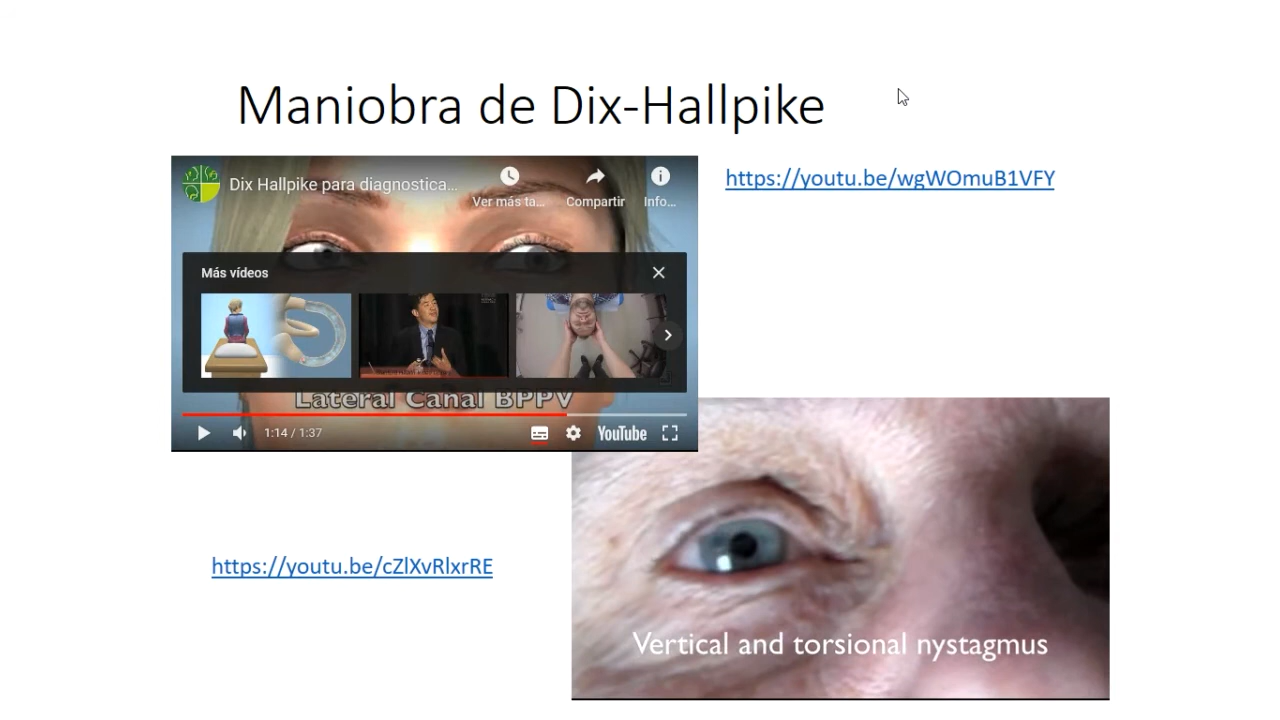 Maniobra de Dix-Hallpike
Dix Hallpike para diagnostica...
Ver más ta...
Compartir
Info...
https://youtu.be/wgWOmuB1VFY
Más vídeos
Lateral Canal BPPV
1:14 / 1:37
YouTube
https://youtu.be/cZlXvRlxrRE
Vertical and torsional nystagmus